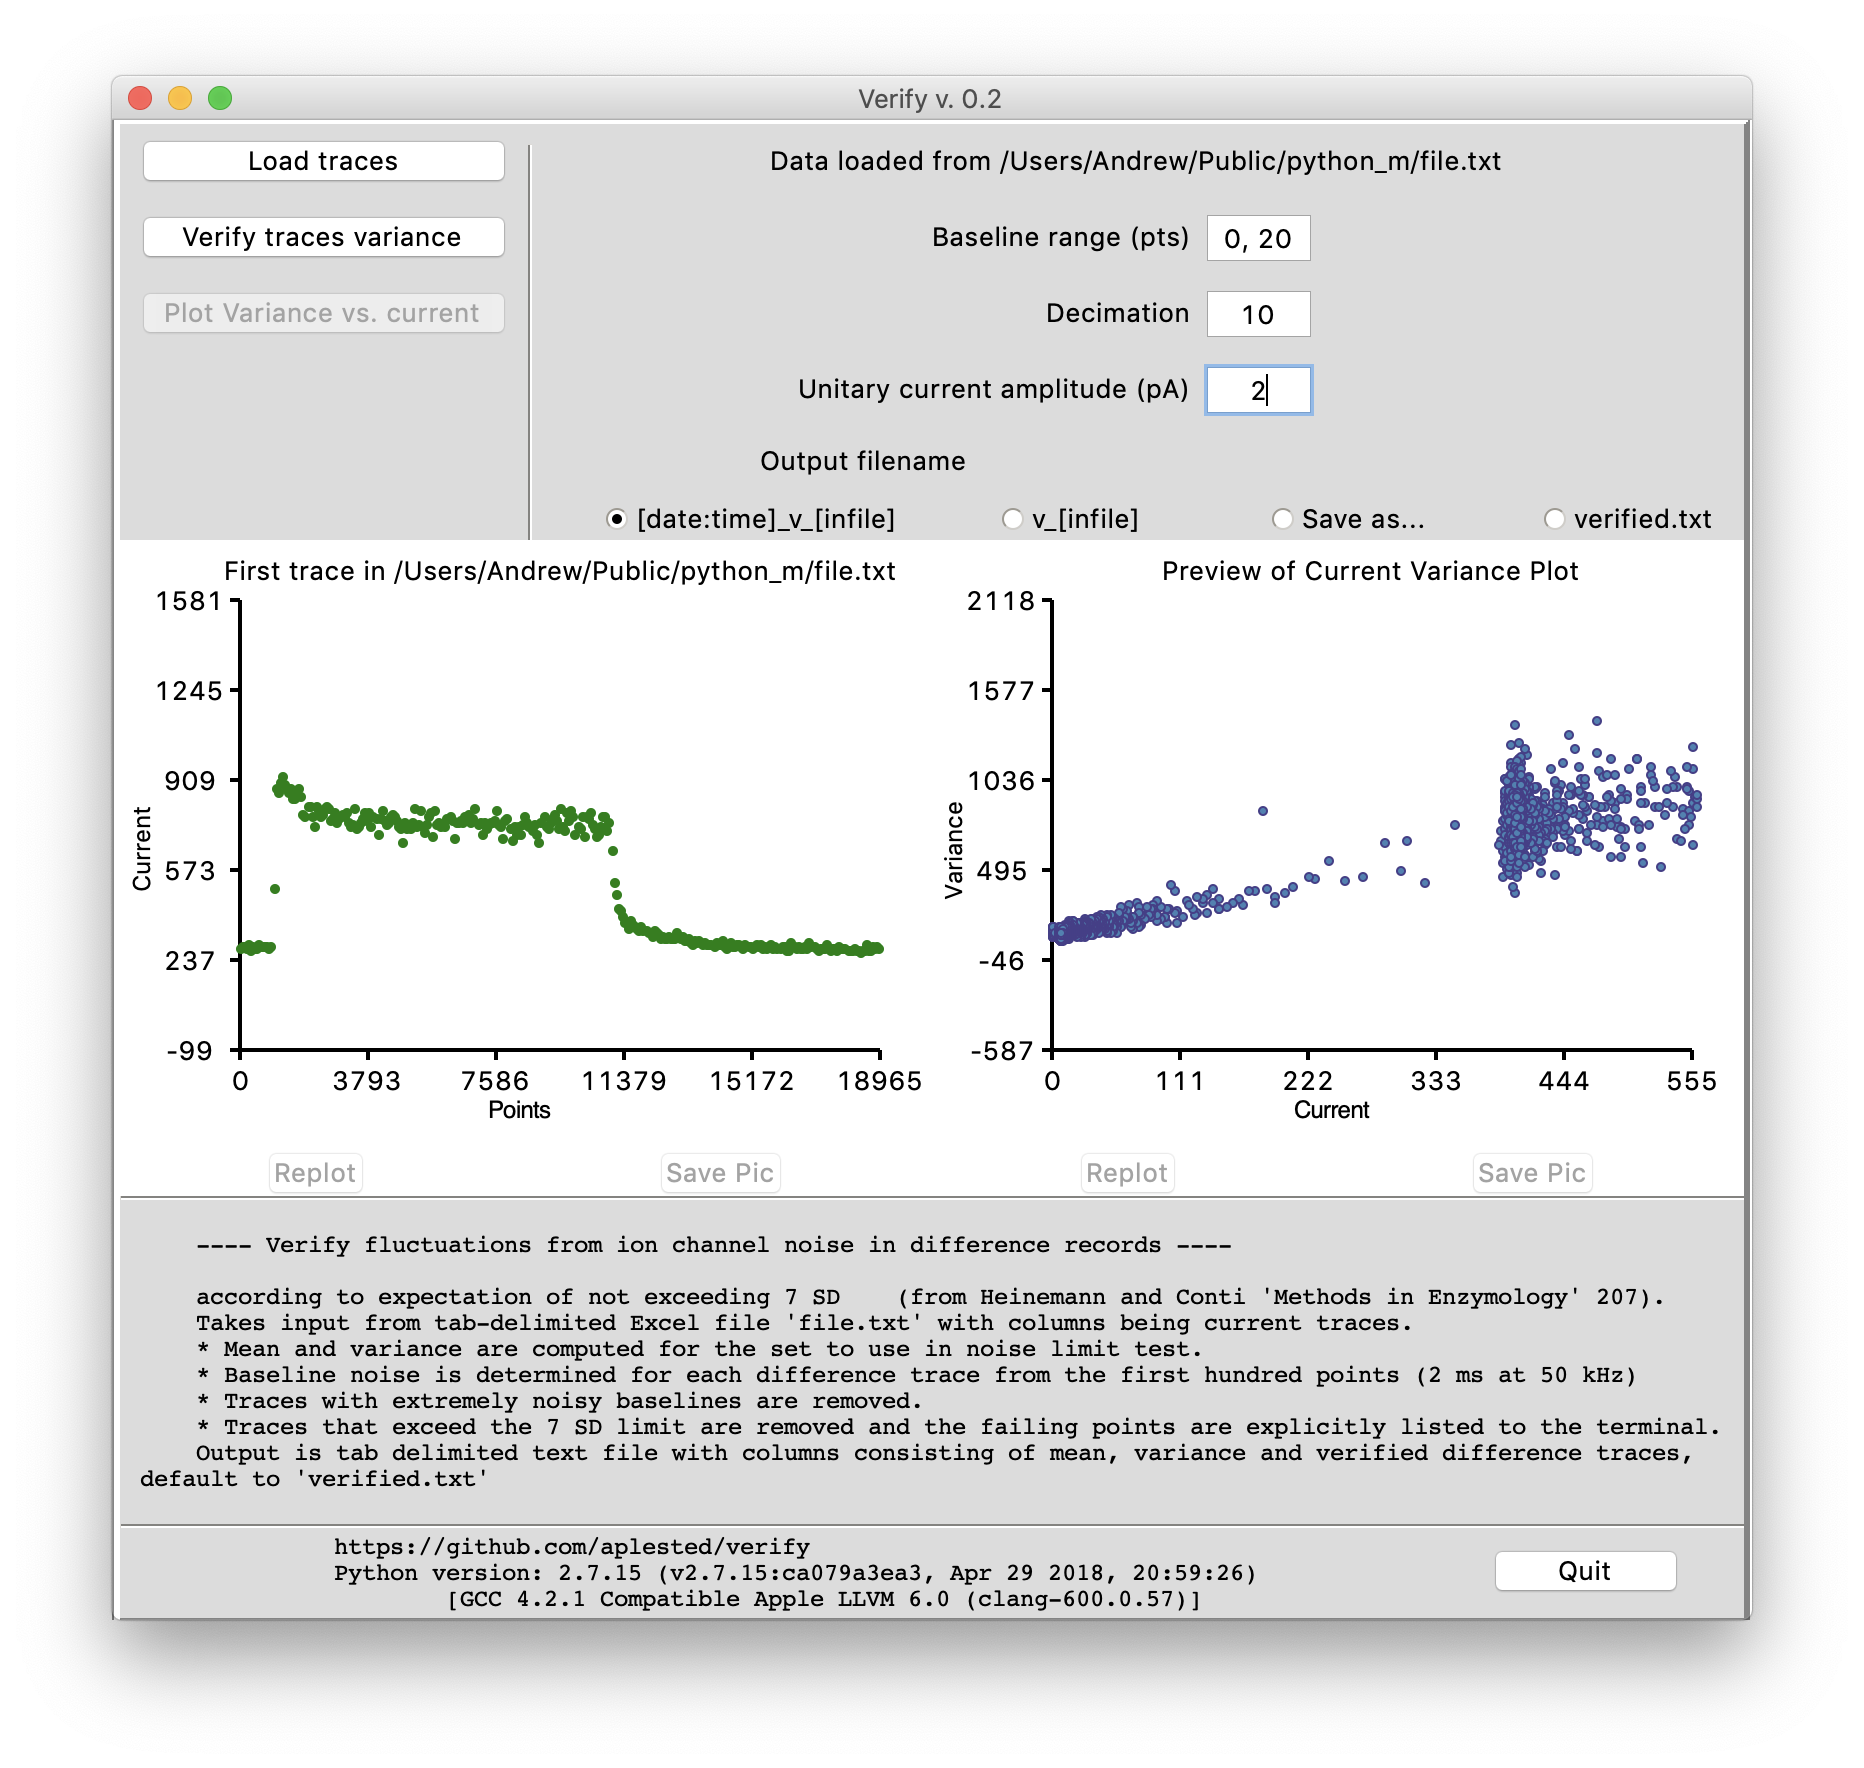 Verify v. 0.2
Load traces
Data loaded from /Users/Andrew/Public/python_m/file.txt
Verify traces variance
Baseline range (pts) 0, 20
Plot Variance vs. current
Decimation 10
Unitary current amplitude (pA) 2
Output filename
[date:time]_v_[infile] v_[infile] Save as... verified.txt
First trace in /Users/Andrew/Public/python_m/file.txt
1581
1245
909
573
237
-99
Current
0 3793 7586 11379 15172 18965
Points
Replot Save Pic
Preview of Current Variance Plot
2118
1577
1036
495
-46
-587
Variance
0 111 222 333 444 555
Current
Replot Save Pic
---- Verify fluctuations from ion channel noise in difference records ----
according to expectation of not exceeding 7 SD (from Heinemann and Conti 'Methods in Enzymology' 207).
Takes input from tab-delimited Excel file 'file.txt' with columns being current traces.
* Mean and variance are computed for the set to use in noise limit test.
* Baseline noise is determined for each difference trace from the first hundred points (2 ms at 50 kHz)
* Traces with extremely noisy baselines are removed.
* Traces that exceed the 7 SD limit are removed and the failing points are explicitly listed to the terminal.
Output is tab delimited text file with columns consisting of mean, variance and verified difference traces,
default to 'verified.txt'
https://github.com/aplested/verify
Python version: 2.7.15 (v2.7.15:ca079a3ea3, Apr 29 2018, 20:59:26)
[GCC 4.2.1 Compatible Apple LLVM 6.0 (clang-600.0.57)]
Quit